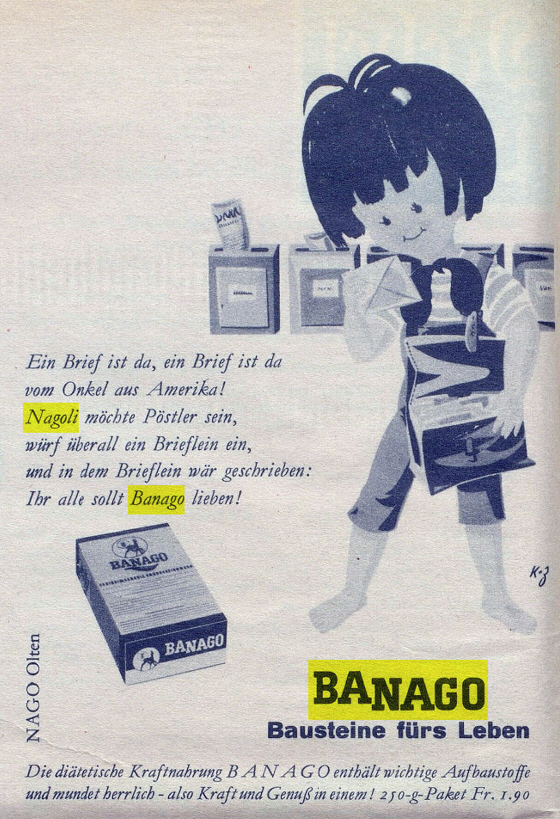 Ein Brief ist da, ein Brief ist da
vom Onkel aus Amerika!
Nagoli möchte Pöstler sein,
würf überall ein Brieflein ein,
und in dem Brieflein wär geschrieben:
Ihr alle sollt Banago lieben!
K+z
BANAGO
BANAGO
NAGO Olten
BANAGO
Bausteine fürs Leben
Die diätetische Kraftnahrung BANAGO enthält wichtige Aufbaustoffe
und mundet herrlich - also Kraft und Genuß in einem! 250-g-Paket Fr. 1.90